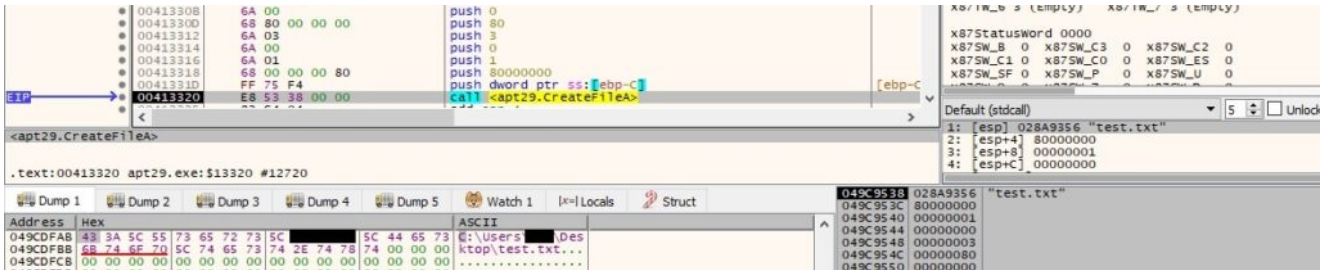 0041330B 6A 00 push 0
0041330D 68 80 00 00 00 push 80
00413312 6A 03 push 3
00413314 6A 00 push 0
00413316 6A 01 push 1
00413318 68 00 00 00 80 push 80000000
0041331D FF 75 F4 push dword ptr ss:[ebp-C] [ebp-C
EIP 00413320 E8 53 38 00 00 call <apt29.CreateFileA>
<apt29.CreateFileA>
.text:00413320 apt29.exe:$13320 #12720
x87TW_6 3 (Empty) x87TW_7 3 (Empty)
x87StatusWord 0000
x87SW_B 0 x87SW_C3 0 x87SW_C2 0
x87SW_C1 0 x87SW_C0 0 x87SW_ES 0
x87SW_SF 0 x87SW_P 0 x87SW_U 0
Default (stdcall) 5 Unlock
1: [esp] 028A9356 "test.txt"
2: [esp+4] 80000000
3: [esp+8] 00000001
4: [esp+C] 00000000
Dump 1 Dump 2 Dump 3 Dump 4 Dump 5 Watch 1 [x=] Locals Struct
Address Hex ASCII
049CDFAB 43 3A 5C 55 73 65 72 73 5C 5C 44 65 73 C:\Users\ \Des
049CDFBB 6B 74 6F 70 5C 74 65 73 74 2E 74 78 74 00 00 00 ktop\test.txt...
049CDFCB 00 00 00 00 00 00 00 00 00 00 00 00 00 00 00 00 ................
049C9538 028A9356 "test.txt"
049C953C 80000000
049C9540 00000001
049C9544 00000000
049C9548 00000003
049C954C 00000080
049C9550 00000000